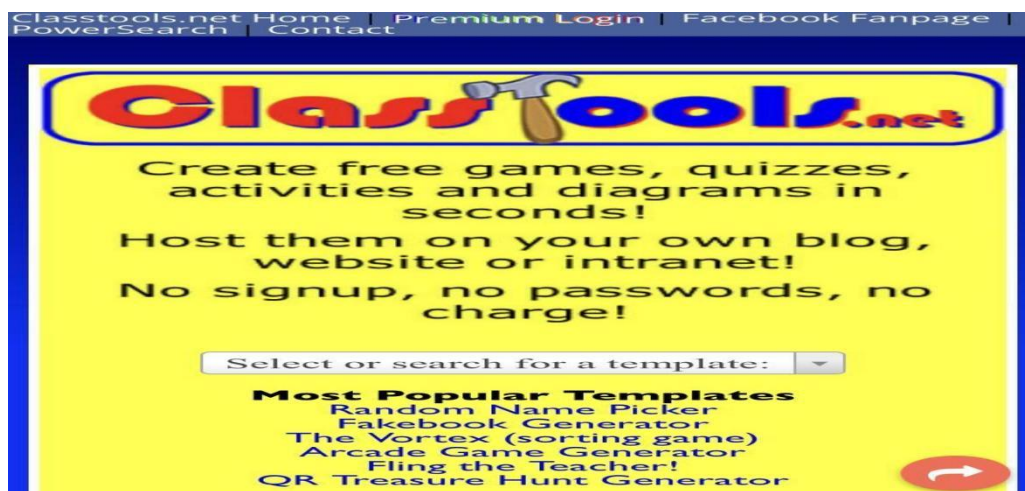 Classtools.net Home | Premium Login | Facebook Fanpage |
PowerSearch | Contact
ClassTools.net
Create free games, quizzes,
activities and diagrams in
seconds!
Host them on your own blog,
website or intranet!
No signup, no passwords, no
charge!
Select or search for a template:
Most Popular Templates
Random Name Picker
Fakebook Generator
The Vortex (sorting game)
Arcade Game Generator
Fling the Teacher!
QR Treasure Hunt Generator